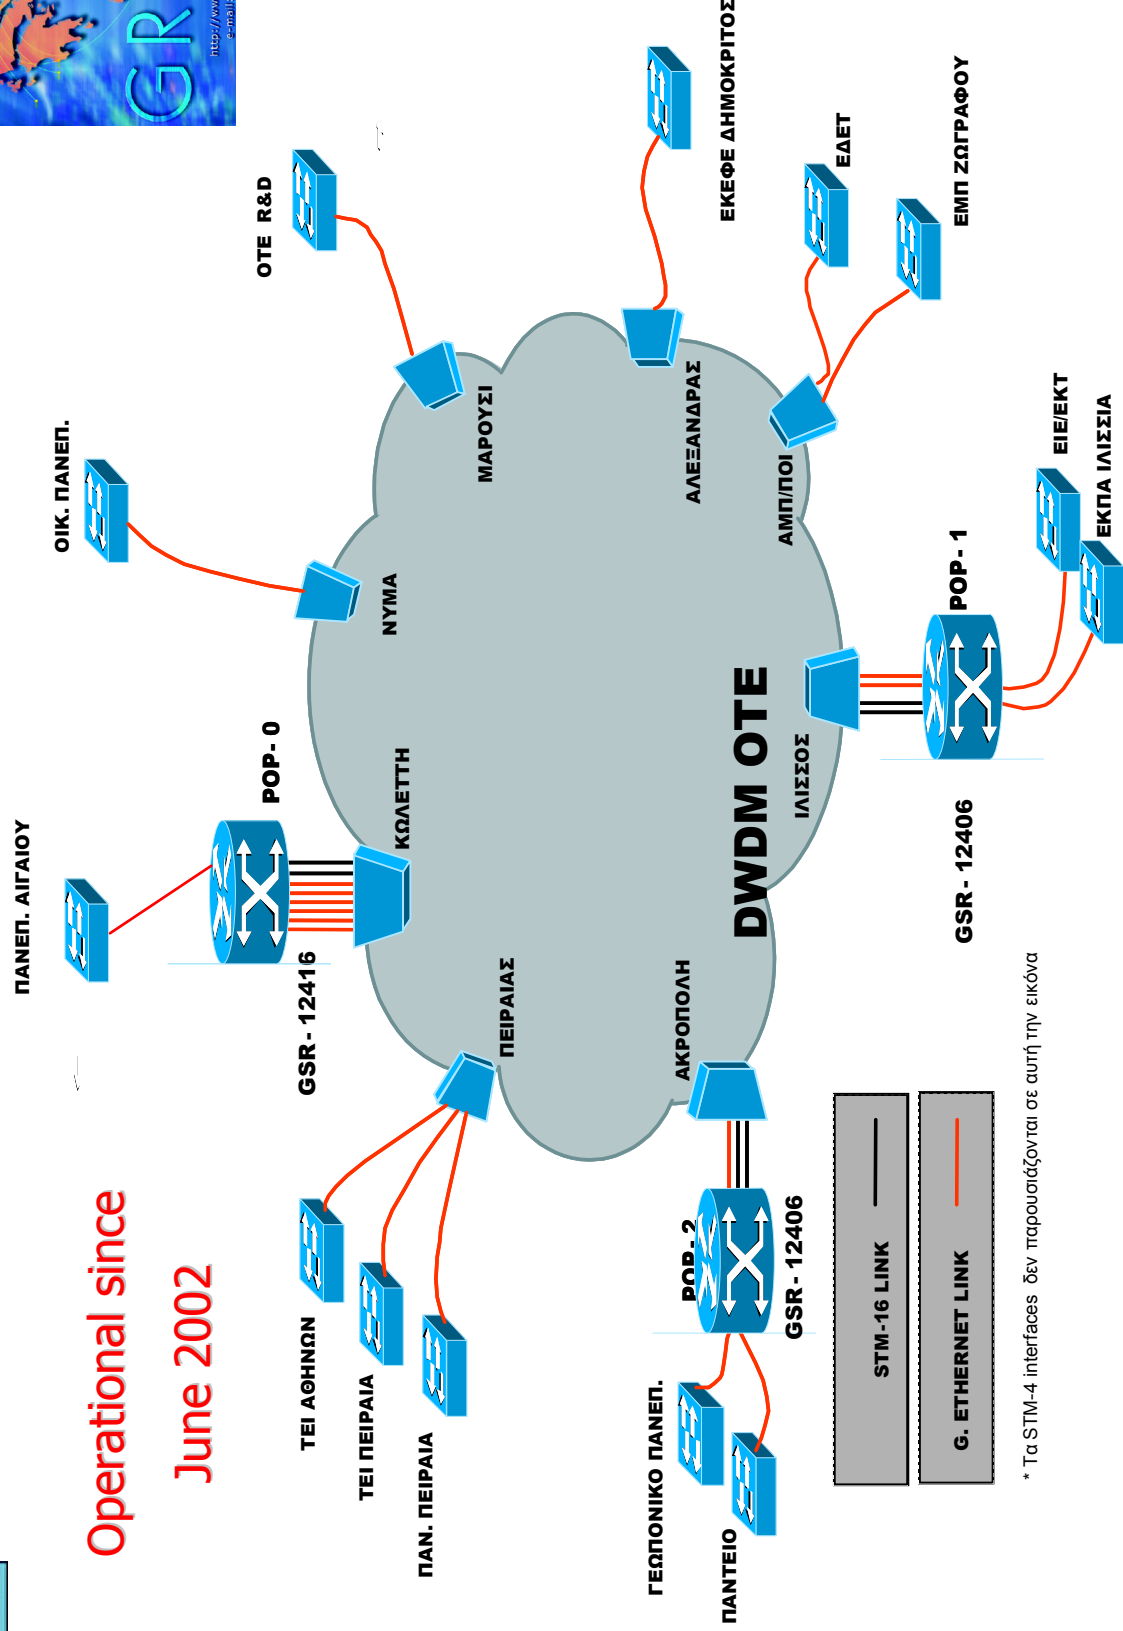 Operational since
June 2002
ΠΑΝΕΠ. ΑΙΓΑΙΟΥ
ΟΙΚ. ΠΑΝΕΠ.
ΟΤΕ R&D
GR
POP- 0
GSR - 12416
ΚΩΛΕΤΤΗ
ΝΥΜΑ
ΜΑΡΟΥΣΙ
ΤΕΙ ΑΘΗΝΩΝ
ΤΕΙ ΠΕΙΡΑΙΑ
ΠΑΝ. ΠΕΙΡΑΙΑ
ΠΕΙΡΑΙΑΣ
ΕΚΕΦΕ ΔΗΜΟΚΡΙΤΟΣ
ΑΛΕΞΑΝΔΡΑΣ
ΕΔΕΤ
ΑΜΠ/ΠΟΙ
ΕΜΠ ΖΩΓΡΑΦΟΥ
ΑΚΡΟΠΟΛΗ
DWDM OTE
ΙΛΙΣΣΟΣ
POP - 2
GSR - 12406
ΓΕΩΠΟΝΙΚΟ ΠΑΝΕΠ.
ΠΑΝΤΕΙΟ
POP - 1
GSR - 12406
ΕΙΕ/ΕΚΤ
ΕΚΠΑ ΙΛΙΣΣΙΑ
STM-16 LINK
G. ETHERNET LINK
* Τα STM-4 interfaces δεν παρουσιάζονται σε αυτή την εικόνα